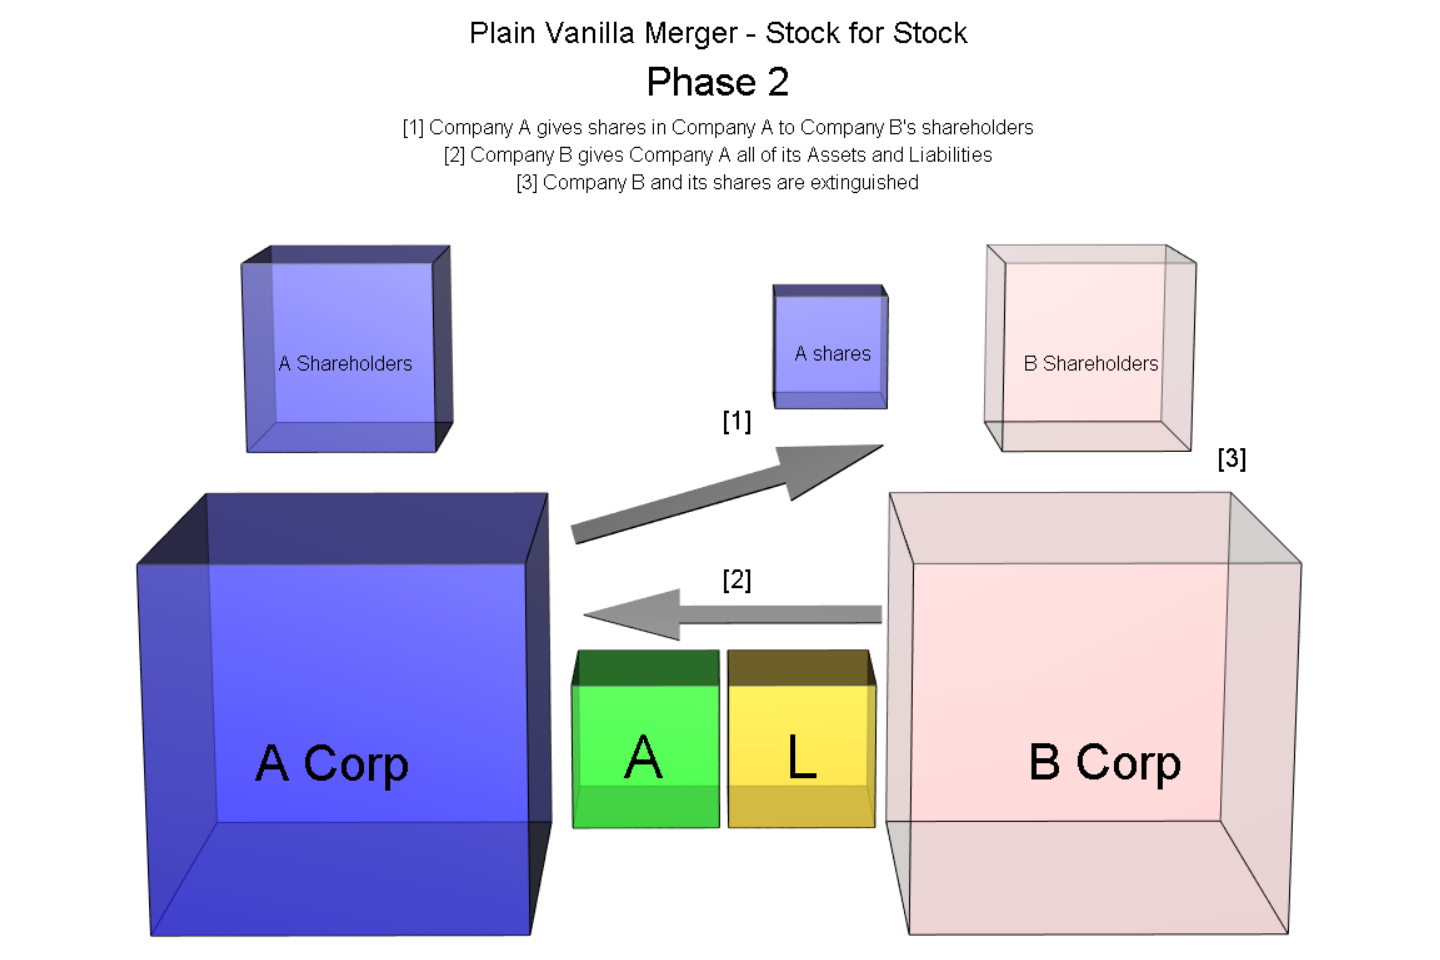 Plain Vanilla Merger - Stock for Stock
Phase 2
[1] Company A gives shares in Company A to Company B's shareholders
[2] Company B gives Company A all of its Assets and Liabilities
[3] Company B and its shares are extinguished
A Shareholders
A shares
B Shareholders
[1]
[3]
[2]
A Corp
A
L
B Corp